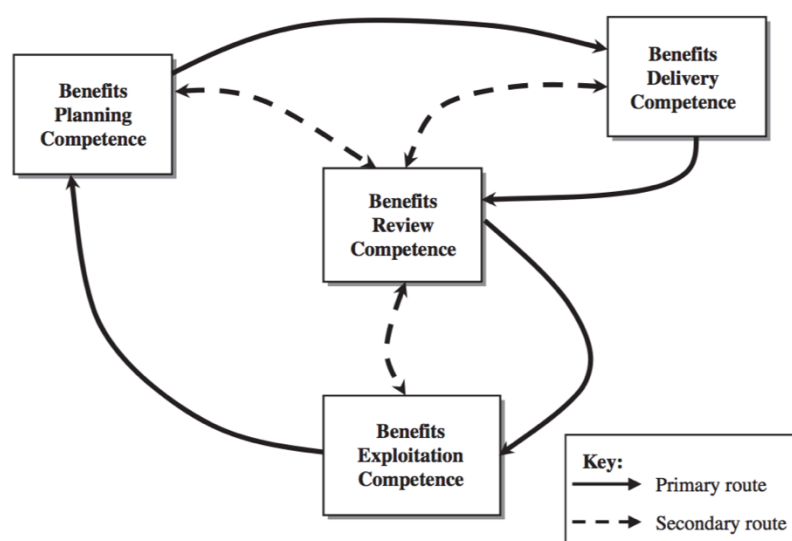 Benefits
Planning
Competence
Benefits
Delivery
Competence
Benefits
Review
Competence
Benefits
Exploitation
Competence
Key:
Primary route
Secondary route